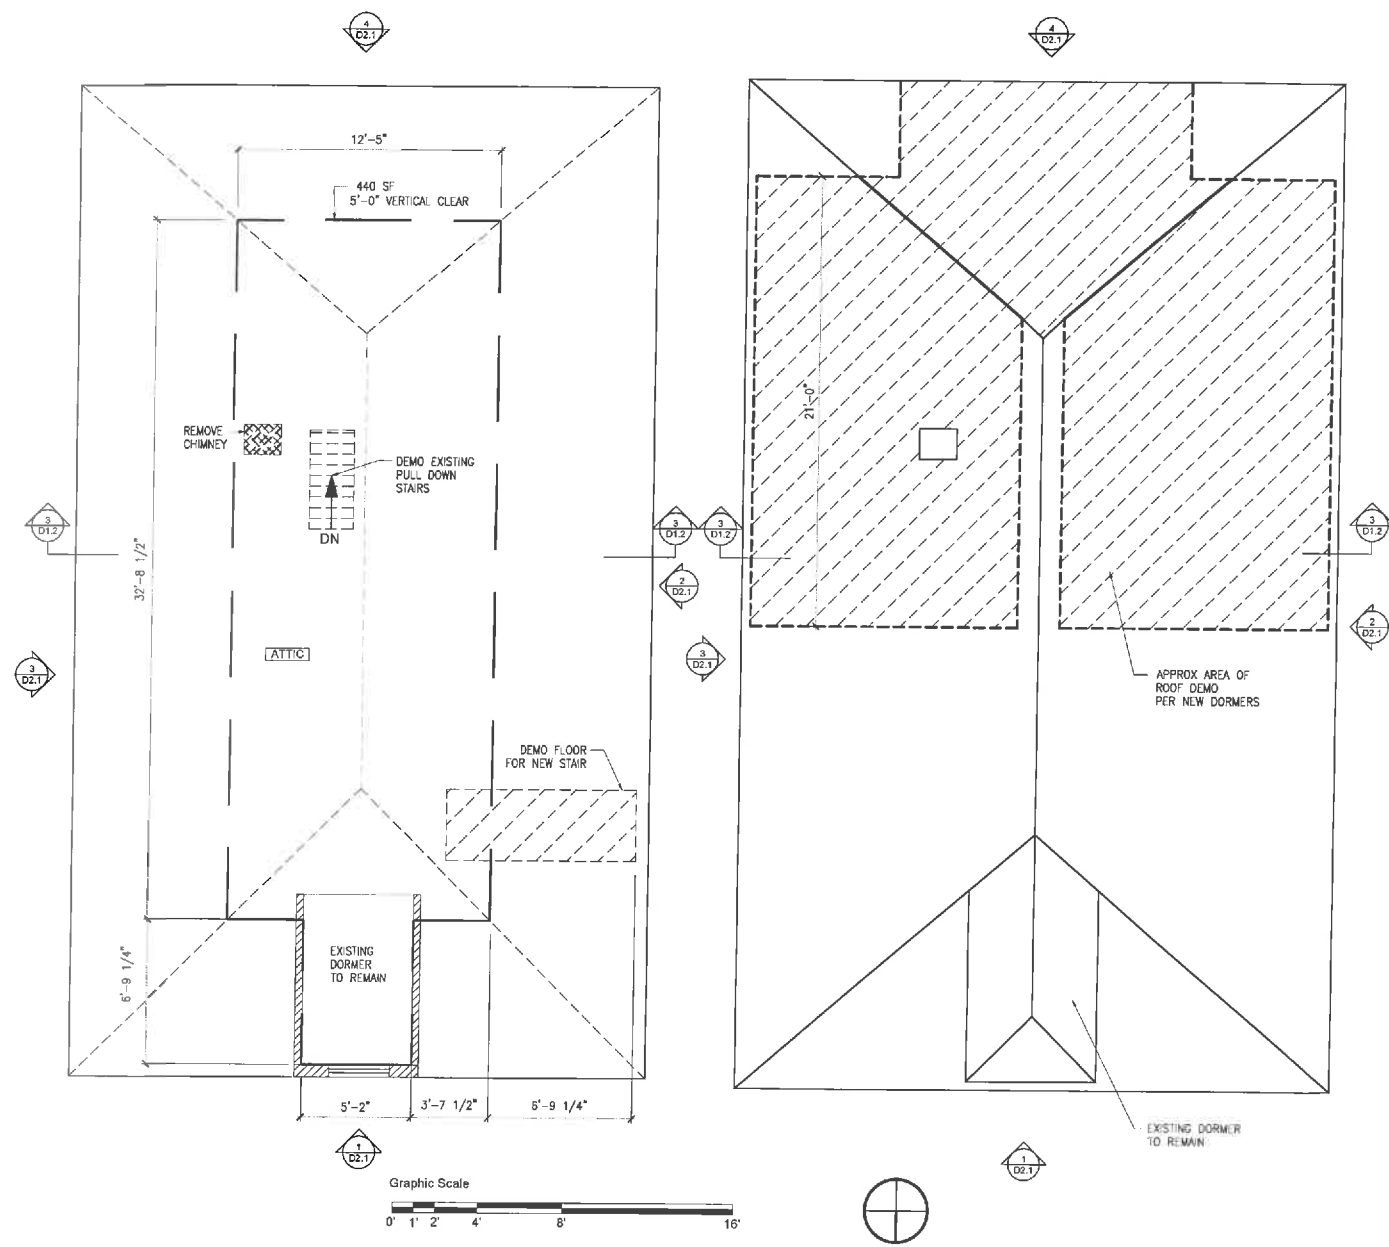 4
D2.1
4
D2.1
12'-5"
440 SF
5'-0" VERTICAL CLEAR
REMOVE
CHIMNEY
DEMO EXISTING
PULL DOWN
STAIRS
DN
21'-0"
3
D1.2
3
D1.2
3
D1.2
3
D1.2
32'-8 1/2"
2
D2.1
2
D2.1
ATTIC
3
D2.1
3
D2.1
APPROX AREA OF
ROOF DEMO
PER NEW DORMERS
DEMO FLOOR
FOR NEW STAIR
EXISTING
DORMER
TO REMAIN
6'-9 1/4"
5'-2"
3'-7 1/2"
6'-9 1/4"
EXISTING DORMER
TO REMAIN
1
D2.1
1
D2.1
Graphic Scale
0' 1' 2' 4' 8' 16'